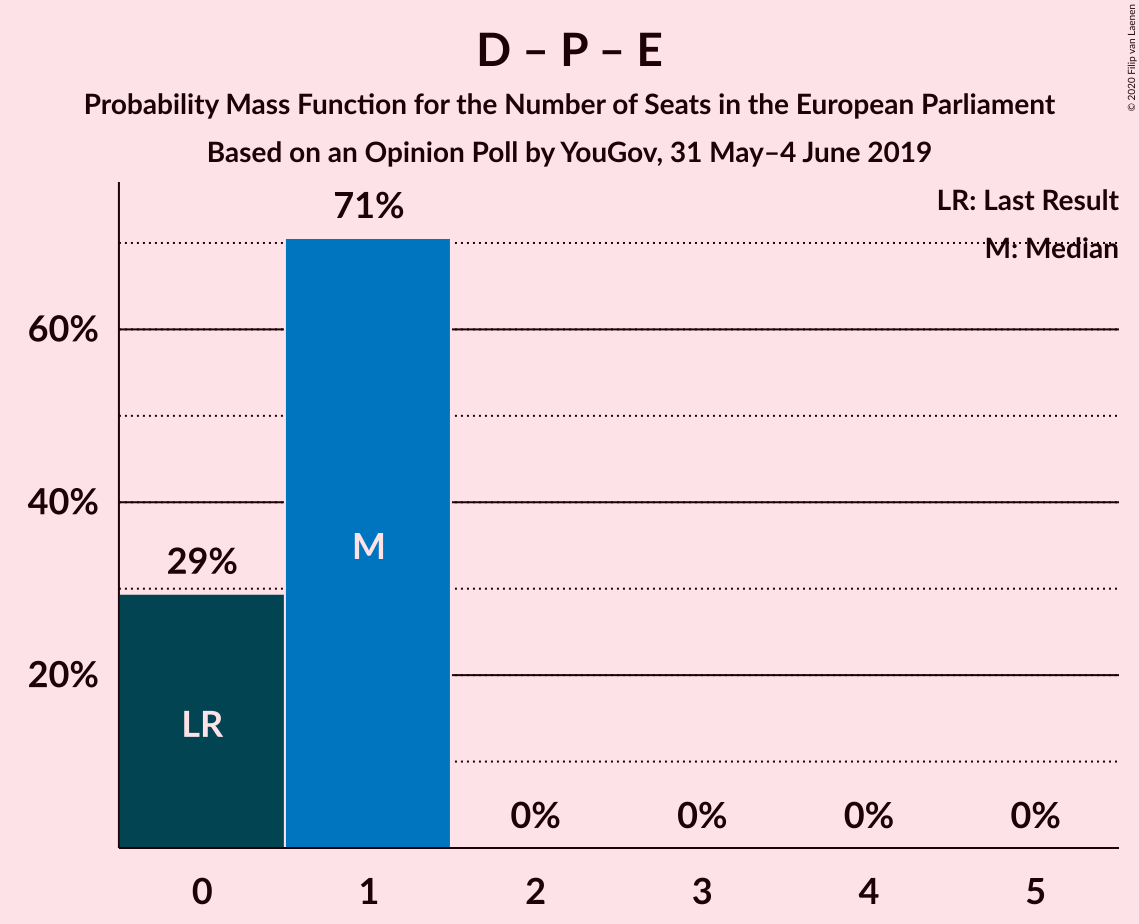 D – P – E
Probability Mass Function for the Number of Seats in the European Parliament
Based on an Opinion Poll by YouGov, 31 May–4 June 2019
© 2020 Filip van Laenen
LR: Last Result
M: Median
71%
60%
40%
29%
20%
M
LR
0%
0%
0%
0%
0
1
2
3
4
5